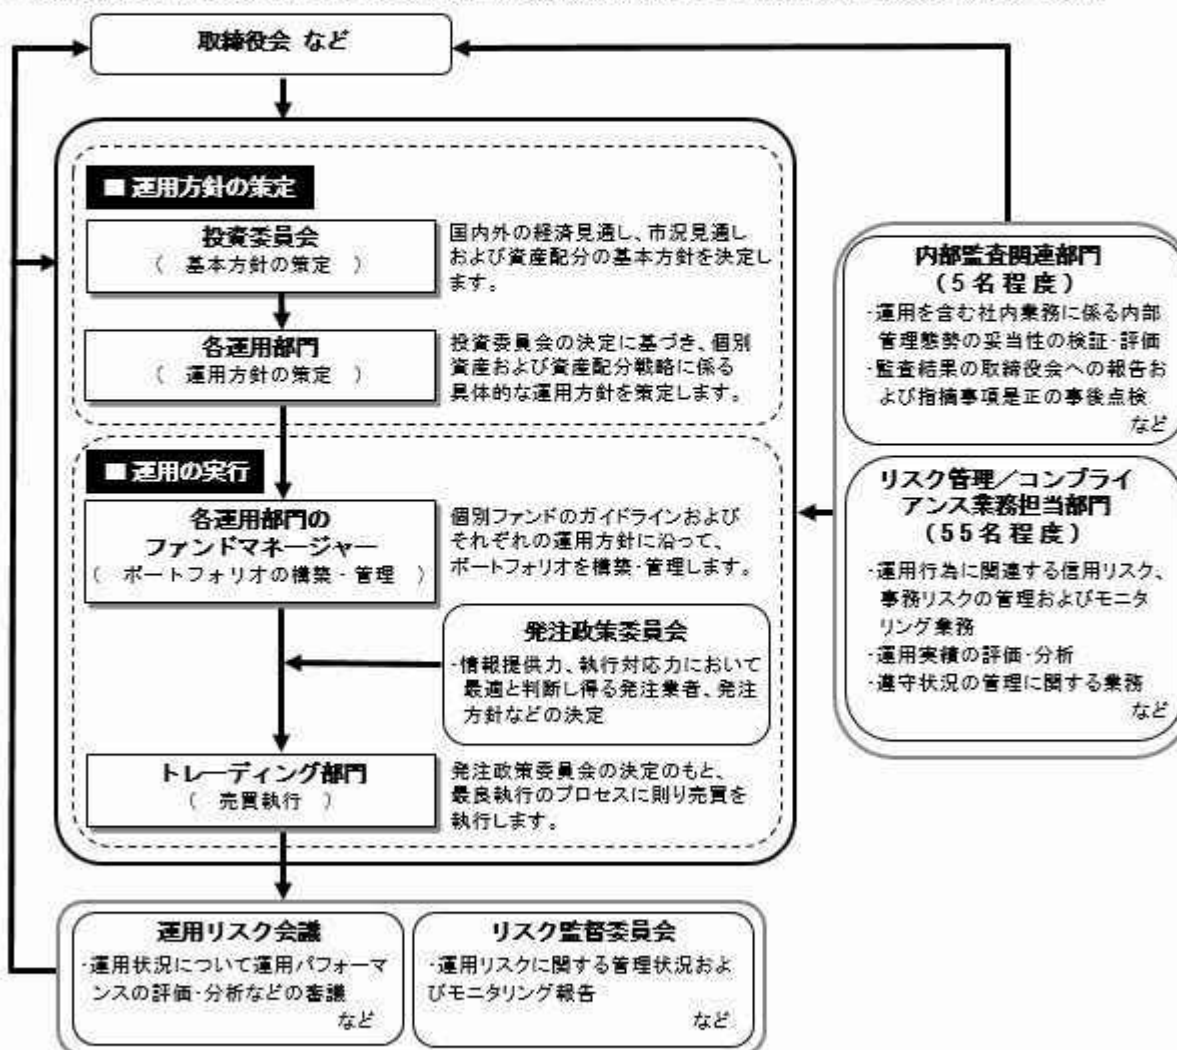 取締役会 など
■ 運用方針の策定
投資委員会
( 基本方針の策定 )
国内外の経済見通し、市況見通し
および資産配分の基本方針を決定し
ます。
各運用部門
( 運用方針の策定 )
投資委員会の決定に基づき、個別
資産および資産配分戦略に係る
具体的な運用方針を策定します。
■ 運用の実行
各運用部門の
ファンドマネージャー
( ポートフォリオの構築・管理 )
個別ファンドのガイドラインおよび
それぞれの運用方針に沿って、
ポートフォリオを構築・管理します。
発注政策委員会
・情報提供力、執行対応力において
最適と判断し得る発注業者、発注
方針などの決定
トレーディング部門
( 売買執行 )
発注政策委員会の決定のもと、
最良執行のプロセスに則り売買を
執行します。
運用リスク会議
・運用状況について運用パフォーマ
ンスの評価・分析などの審議
など
リスク監督委員会
・運用リスクに関する管理状況およ
びモニタリング報告
など
内部監査関連部門
(5名程度)
・運用を含む社内業務に係る内部
管理態勢の妥当性の検証・評価
・監査結果の取締役会への報告お
よび指摘事項是正の事後点検
など
リスク管理/コンプライ
アンス業務担当部門
(55名程度)
・運用行為に関連する信用リスク、
事務リスクの管理およびモニタ
リング業務
・運用実績の評価・分析
・遵守状況の管理に関する業務
など